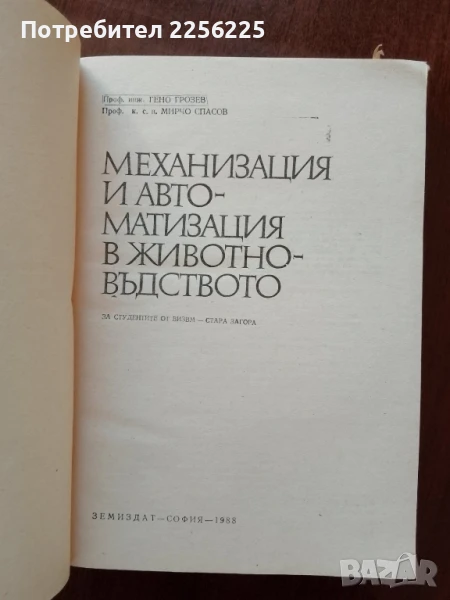 Потребител 2256225
Проф. инж. ГЕНО ГРОЗЕВ
Проф. к. с. н. МИРЧО СПАСОВ
МЕХАНИЗАЦИЯ
И АВТО-
МАТИЗАЦИЯ
В ЖИВОТНО-
ВЪДСТВОТО
ЗА СТУДЕНТИТЕ ОТ ВИЗВМ — СТАРА ЗАГОРА
ЗЕМИЗДАТ—СОФИЯ—1988
BAZAR